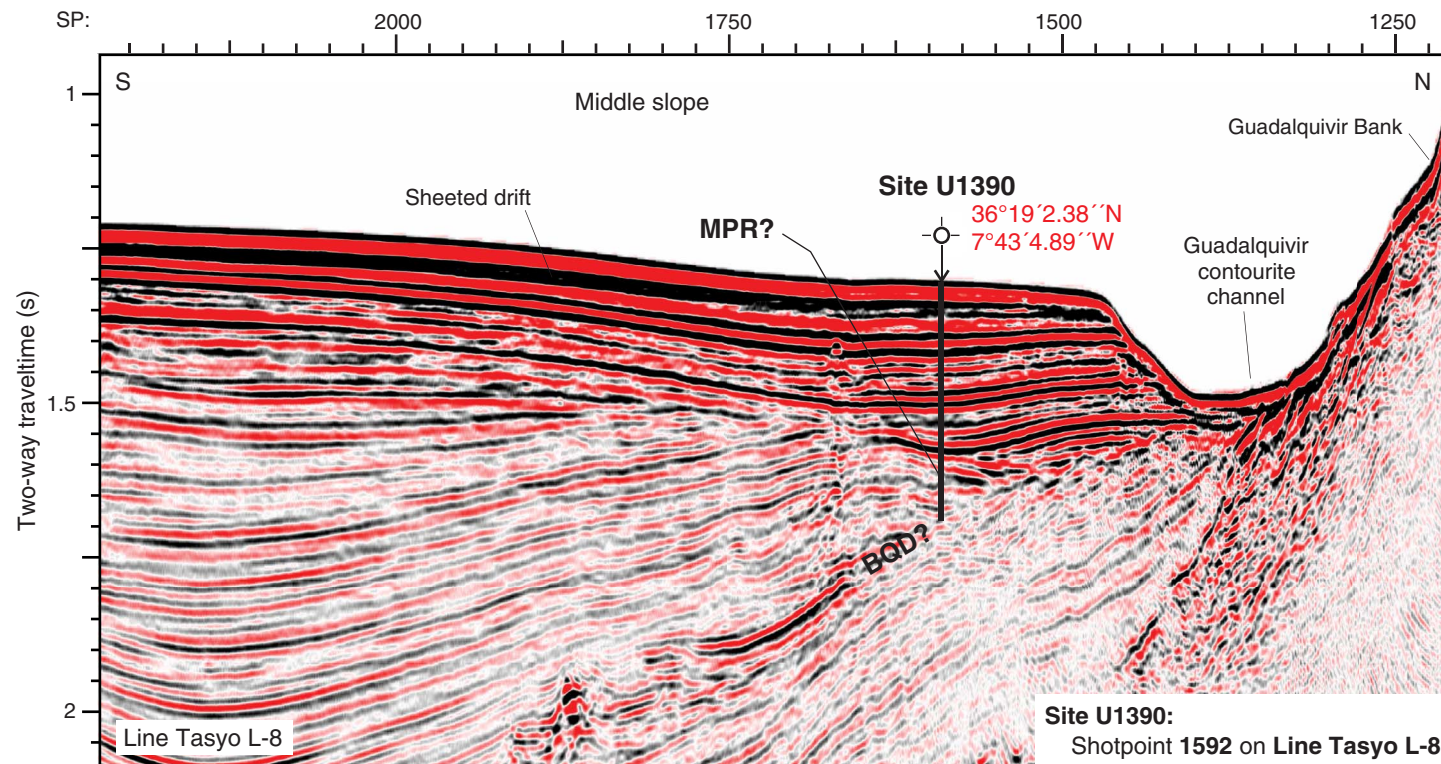 SP:
2000
1750
1500
1250
S
N
1
Middle slope
Guadalquivir Bank
Sheeted drift
Site U1390
MPR?
36°19´2.38´´N
7°43´4.89´´W
Guadalquivir
contourite
channel
Two-way traveltime (s)
1.5
BQD?
2
Line Tasyo L-8
Site U1390:
Shotpoint 1592 on Line Tasyo L-8